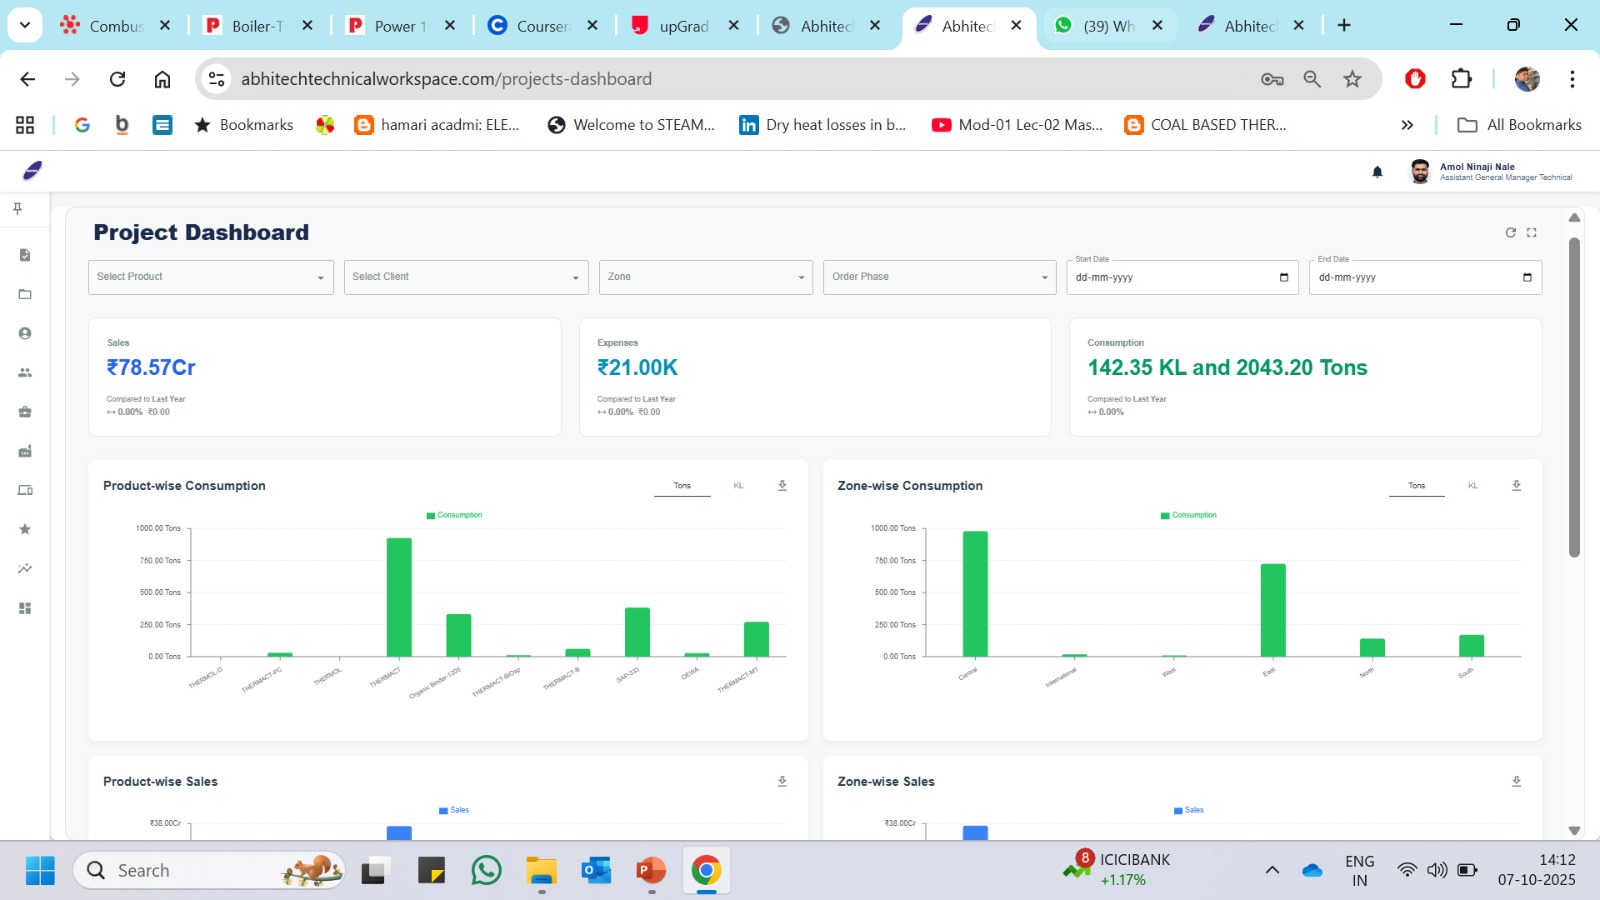 Combus
Boiler-T
Power 1
Courser
upGrad
Abhitec
Abhitec
(39) Wh
Abhitec
abhitechtechnicalworkspace.com/projects-dashboard
Bookmarks
hamari acadmi: ELE...
Welcome to STEAM...
Dry heat losses in b...
Mod-01 Lec-02 Mas...
COAL BASED THER...
All Bookmarks
Amol Ninaji Nale
Assistant General Manager Technical
Project Dashboard
Select Product
Select Client
Zone
Order Phase
Start Date
dd-mm-yyyy
End Date
dd-mm-yyyy
Sales
₹78.57Cr
Compared to Last Year
↔ 0.00% ₹0.00
Expenses
₹21.00K
Compared to Last Year
↔ 0.00% ₹0.00
Consumption
142.35 KL and 2043.20 Tons
Compared to Last Year
↔ 0.00%
Product-wise Consumption
Tons
KL
Consumption
1000.00 Tons
750.00 Tons
500.00 Tons
250.00 Tons
0.00 Tons
THERMOL-D
THERMACT-PC
THERMOL
THERMACT
Organic Binder-1205
THERMACT-BIOnp
THERMACT-B
SAP-333
DEWA
THERMACT-MT
Zone-wise Consumption
Tons
KL
Consumption
1000.00 Tons
750.00 Tons
500.00 Tons
250.00 Tons
0.00 Tons
Central
International
West
East
North
South
Product-wise Sales
Sales
₹38.00Cr
Zone-wise Sales
Sales
₹38.00Cr
Search
8
ICICIBANK
+1.17%
ENG
IN
14:12
07-10-2025